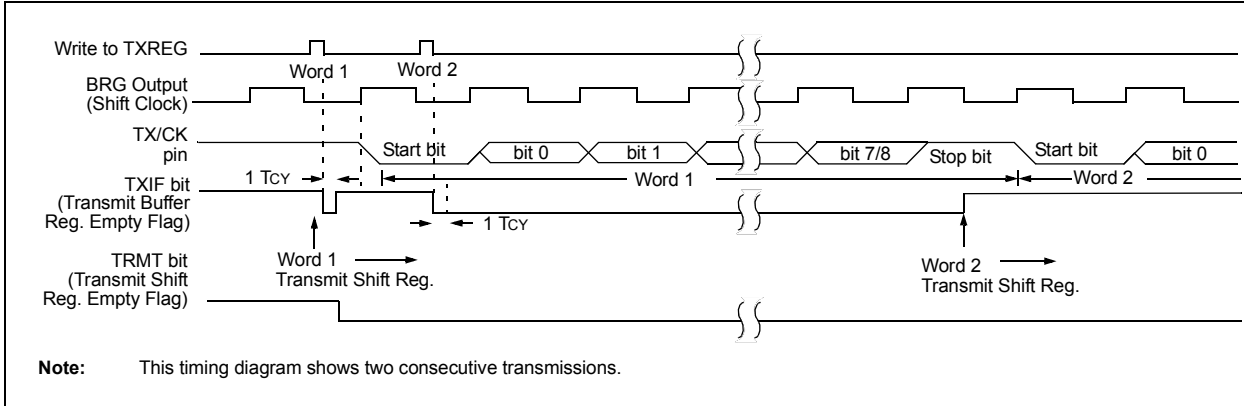 Write to TXREG
Word 1
Word 2
BRG Output
(Shift Clock)
TX/CK
pin
Start bit
bit 0
bit 1
bit 7/8
Stop bit
Start bit
bit 0
1 TCY
Word 1
Word 2
TXIF bit
(Transmit Buffer
Reg. Empty Flag)
1 TCY
Word 1
Transmit Shift Reg.
Word 2
Transmit Shift Reg.
TRMT bit
(Transmit Shift
Reg. Empty Flag)
Note: This timing diagram shows two consecutive transmissions.